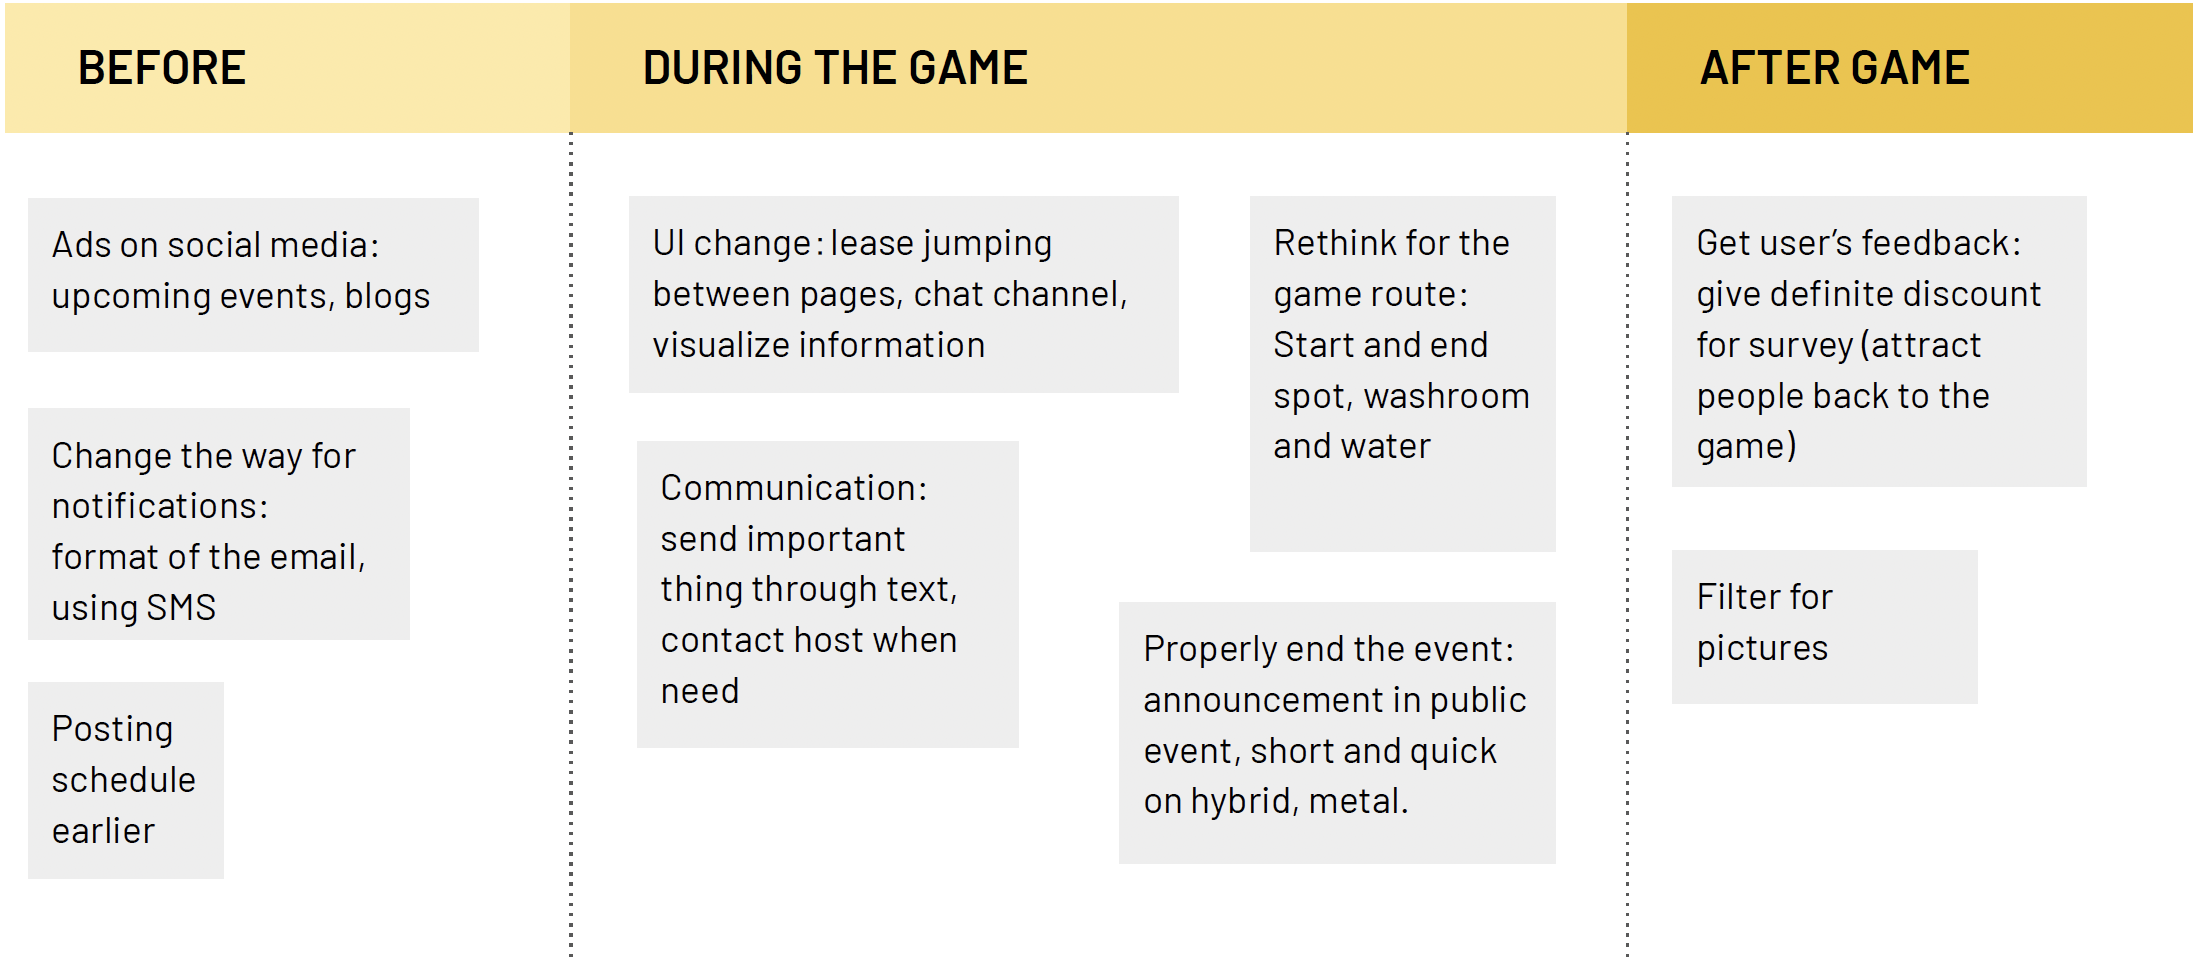 BEFORE
DURING THE GAME
AFTER GAME
Ads on social media:
upcoming events, blogs
Change the way for
notifications:
format of the email,
using SMS
Posting
schedule
earlier
UI change: lease jumping
between pages, chat channel,
visualize information
Communication:
send important
thing through text,
contact host when
need
Rethink for the
game route:
Start and end
spot, washroom
and water
Properly end the event:
announcement in public
event, short and quick
on hybrid, metal.
Get user’s feedback:
give definite discount
for survey (attract
people back to the
game)
Filter for
pictures